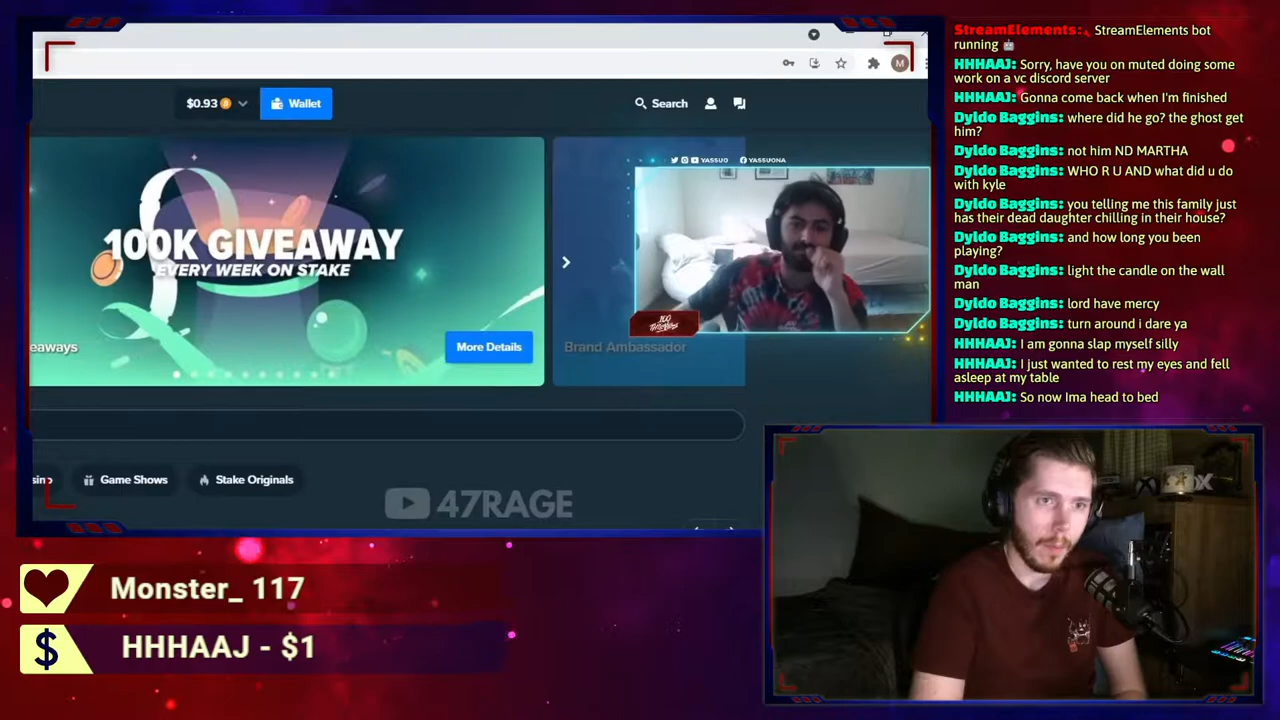 $0.93
Wallet
Search
100K GIVEAWAY
EVERY WEEK ON STAKE
eaways
More Details
Brand Ambassador
YASSUO
YASSUONA
100
Game Shows
Stake Originals
47RAGE
M
StreamElements: StreamElements bot
running
HHHAAJ: Sorry, have you on muted doing some
work on a vc discord server
HHHAAJ: Gonna come back when I'm finished
Dyldo Baggins: where did he go? the ghost get
him?
Dyldo Baggins: not him ND MARTHA
Dyldo Baggins: WHO R U AND what did u do
with kyle
Dyldo Baggins: you telling me this family just
has their dead daughter chilling in their house?
Dyldo Baggins: and how long you been
playing?
Dyldo Baggins: light the candle on the wall
man
Dyldo Baggins: lord have mercy
Dyldo Baggins: turn around i dare ya
HHHAAJ: I am gonna slap myself silly
HHHAAJ: I just wanted to rest my eyes and fell
asleep at my table
HHHAAJ: So now Ima head to bed
Monster_ 117
$ HHHAAJ - $1